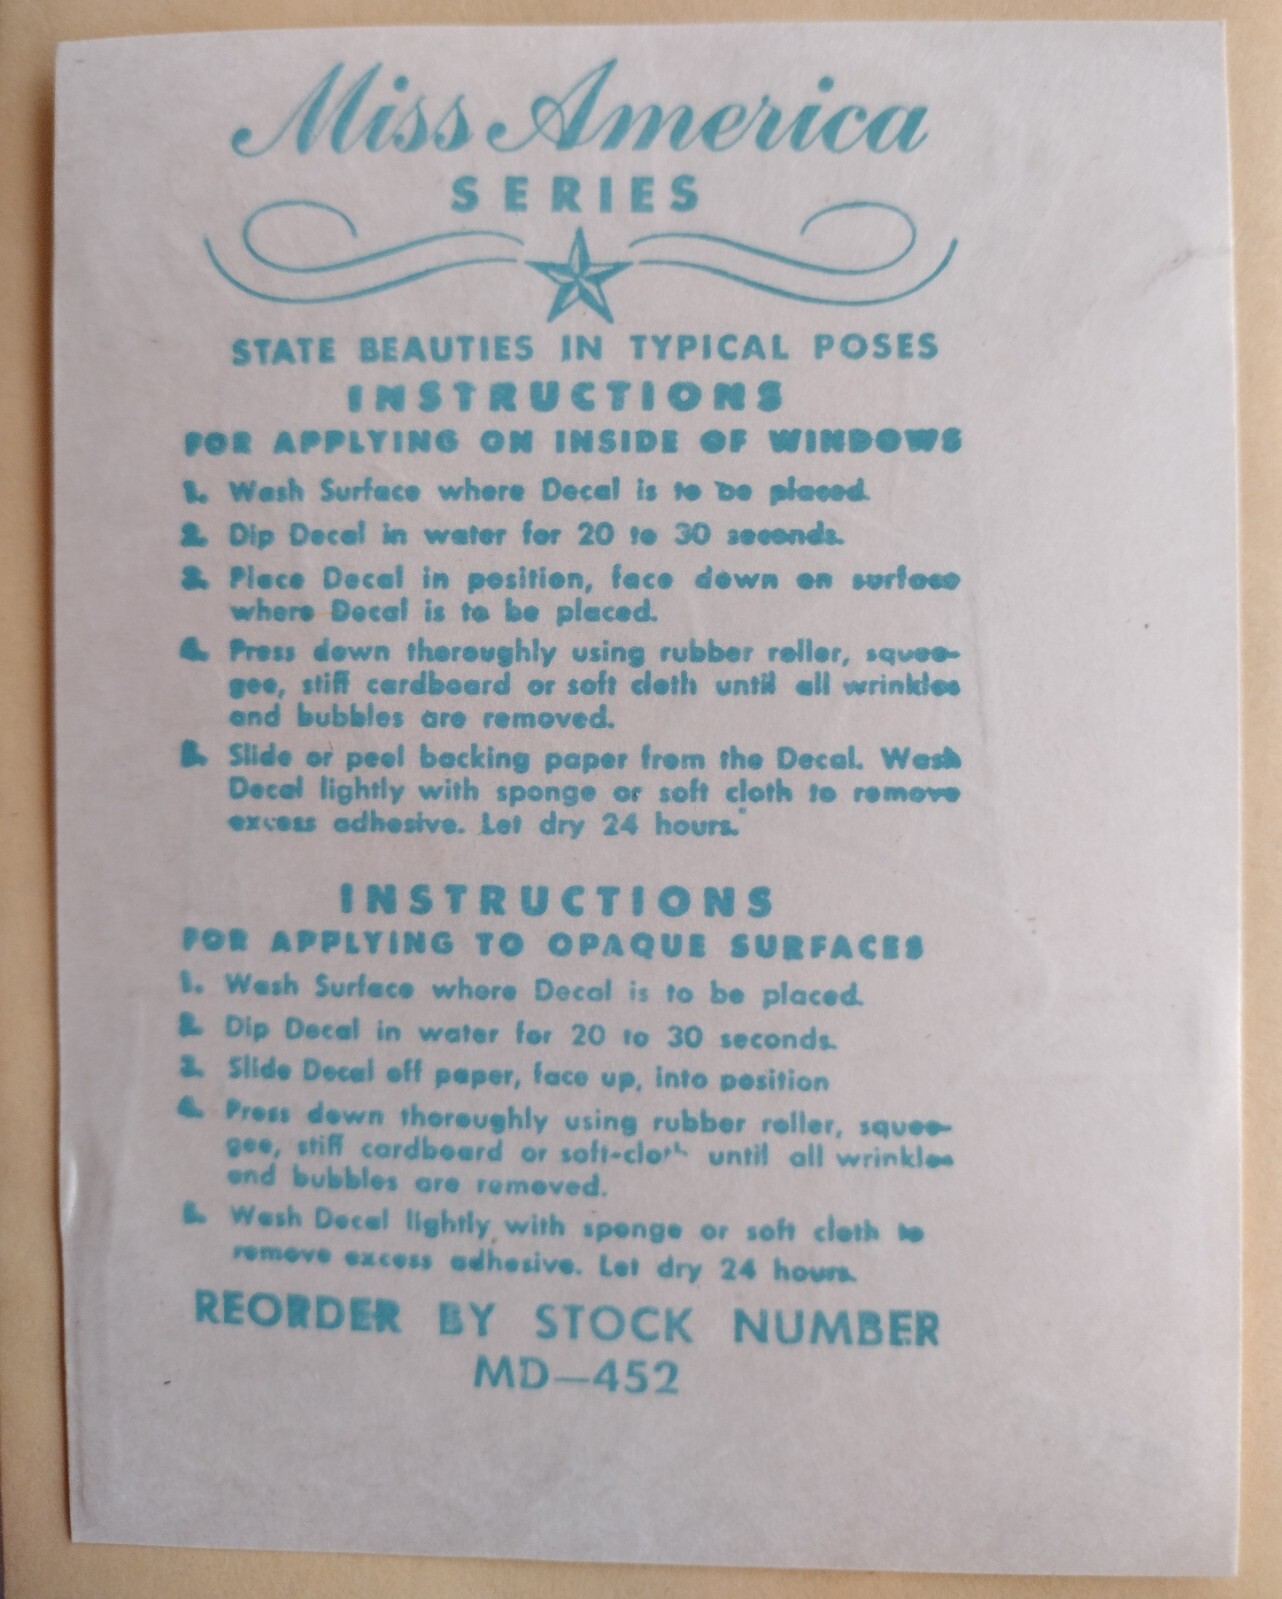 Miss America
SERIES
STATE BEAUTIES IN TYPICAL POSES
INSTRUCTIONS
FOR APPLYING ON INSIDE OF WINDOWS
1. Wash Surface where Decal is to be placed.
2. Dip Decal in water for 20 to 30 seconds.
3. Place Decal in position, face down on surface
where Decal is to be placed.
4. Press down thoroughly using rubber roller, squee-
gee, stiff cardboard or soft cloth until all wrinkles
and bubbles are removed.
5. Slide or peel backing paper from the Decal. Wash
Decal lightly with sponge or soft cloth to remove
excess adhesive. Let dry 24 hours.
INSTRUCTIONS
FOR APPLYING TO OPAQUE SURFACES
1. Wash Surface where Decal is to be placed.
2. Dip Decal in water for 20 to 30 seconds.
3. Slide Decal off paper, face up, into position
4. Press down thoroughly using rubber roller, squee-
gee, stiff cardboard or soft-cloth until all wrinkles
and bubbles are removed.
5. Wash Decal lightly with sponge or soft cloth to
remove excess adhesive. Let dry 24 hours.
REORDER BY STOCK NUMBER
MD-452